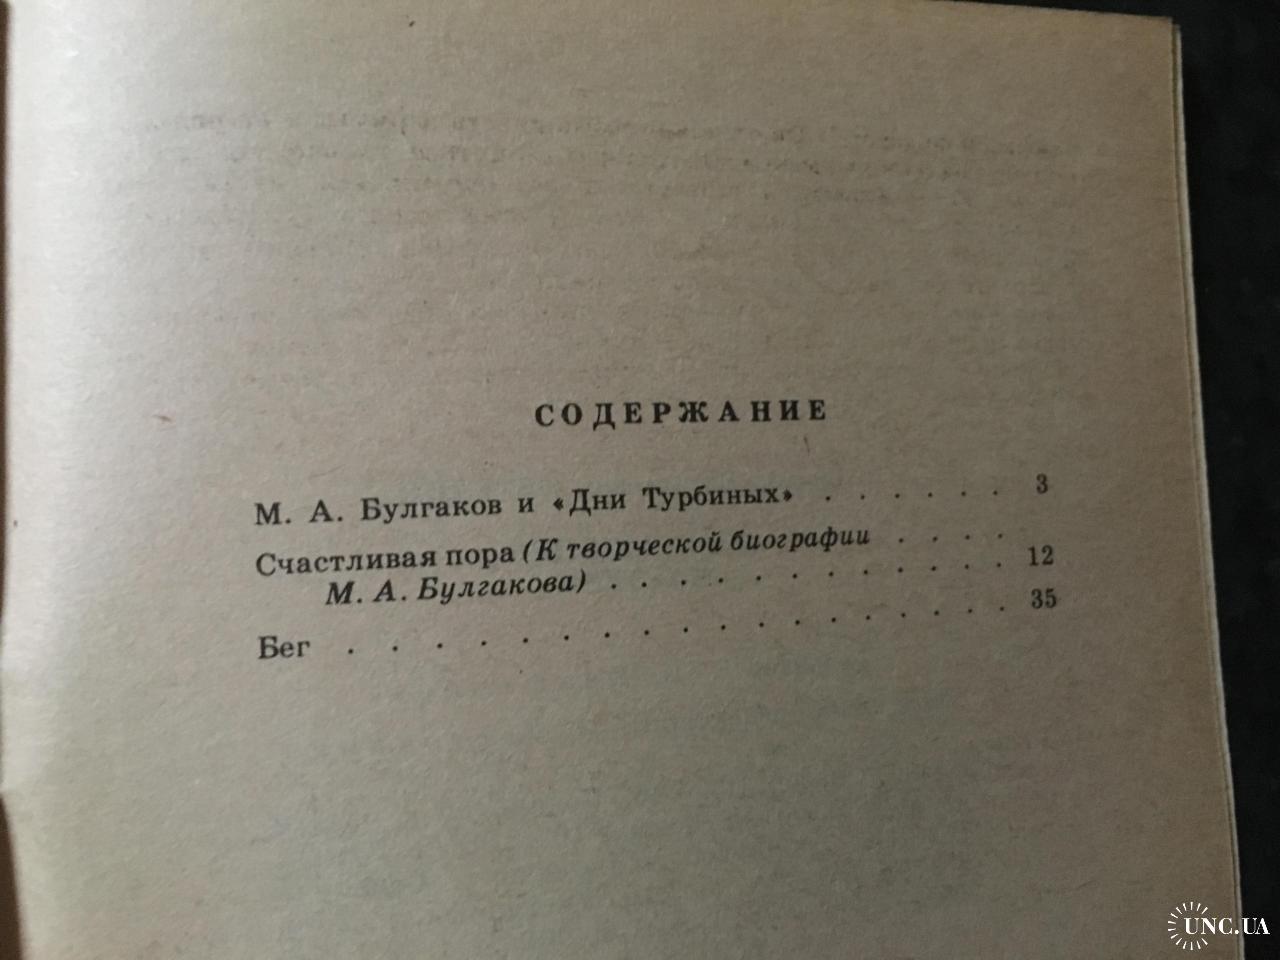 СОДЕРЖАНИЕ
М. А. Булгаков и «Дни Турбиных» . . . . . . 3
Счастливая пора (К творческой биографии . . . .
М. А. Булгакова) . . . . . . . . . . . 12
Бег . . . . . . . . . . . . . . . . . 35
UNC.UA